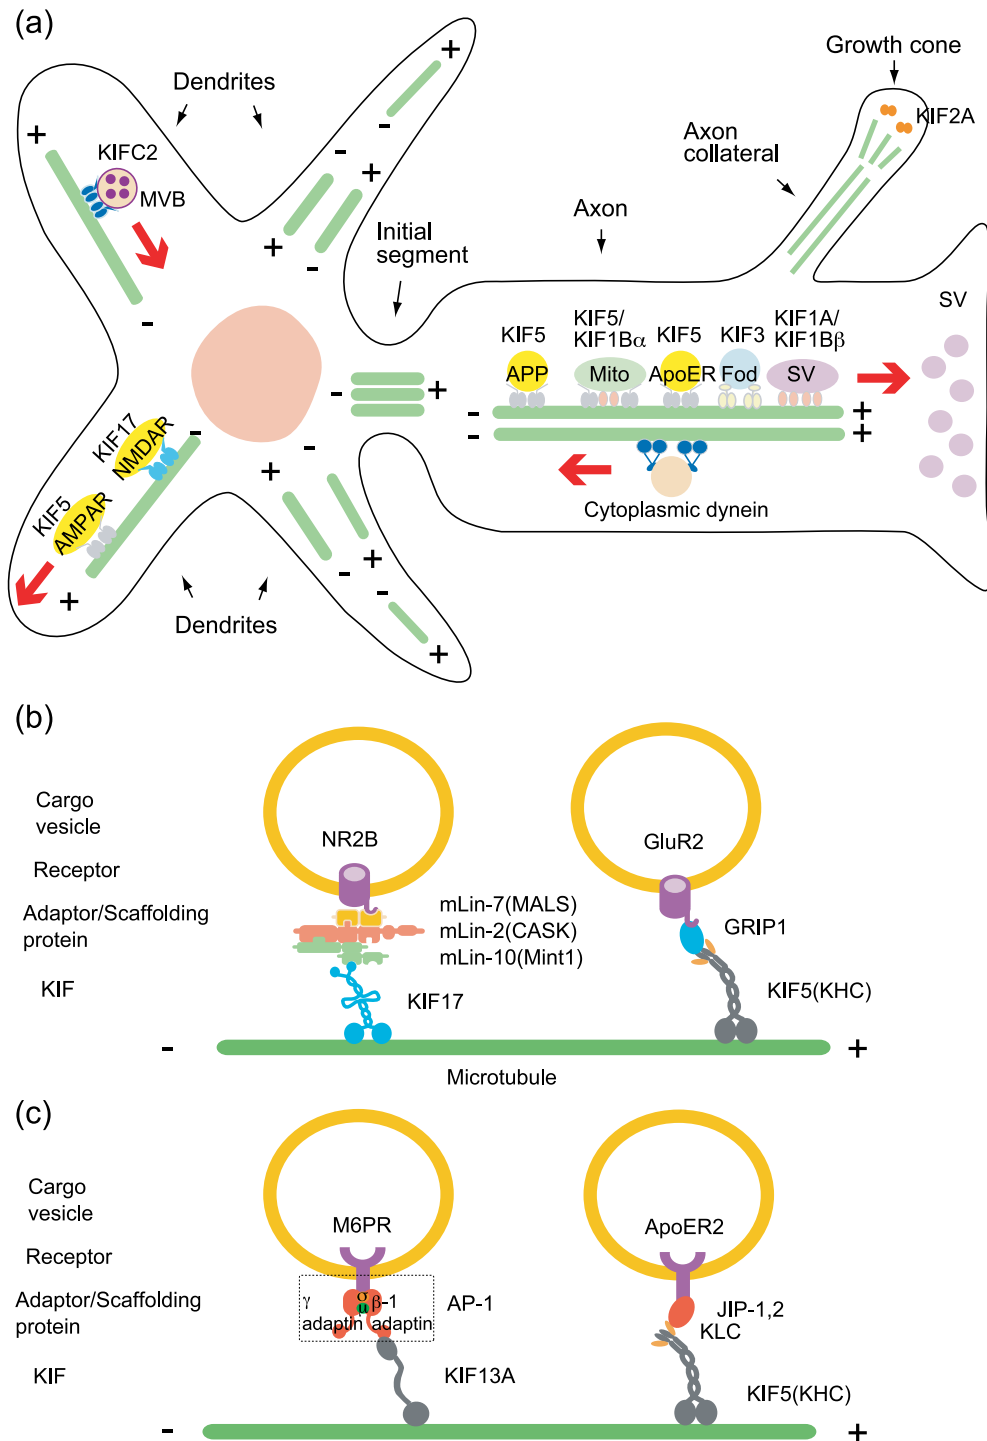 (a)
Growth cone
Dendrites
KIF2A
Axon
collateral
KIFC2
MVB
Axon
Initial
segment
SV
KIF5
KIF5/
KIF1Bα
KIF5
KIF3
KIF1A/
KIF1Bβ
APP
Mito
ApoER
Fod
SV
+
-
+
-
+
-
+
-
+
-
-
+
-
-
+
+
Cytoplasmic dynein
KIF17
NMDAR
-
KIF5
AMPAR
+
-
+
+
-
-
+
Dendrites
(b)
Cargo
vesicle
NR2B
GluR2
Receptor
Adaptor/Scaffolding
protein
mLin-7(MALS)
mLin-2(CASK)
mLin-10(Mint1)
GRIP1
KIF
KIF17
KIF5(KHC)
-
+
Microtubule
(c)
Cargo
vesicle
M6PR
ApoER2
Receptor
Adaptor/Scaffolding
protein
γ
adaptin
σ
μ
β-1
adaptin
AP-1
JIP-1,2
KLC
KIF
KIF13A
KIF5(KHC)
-
+